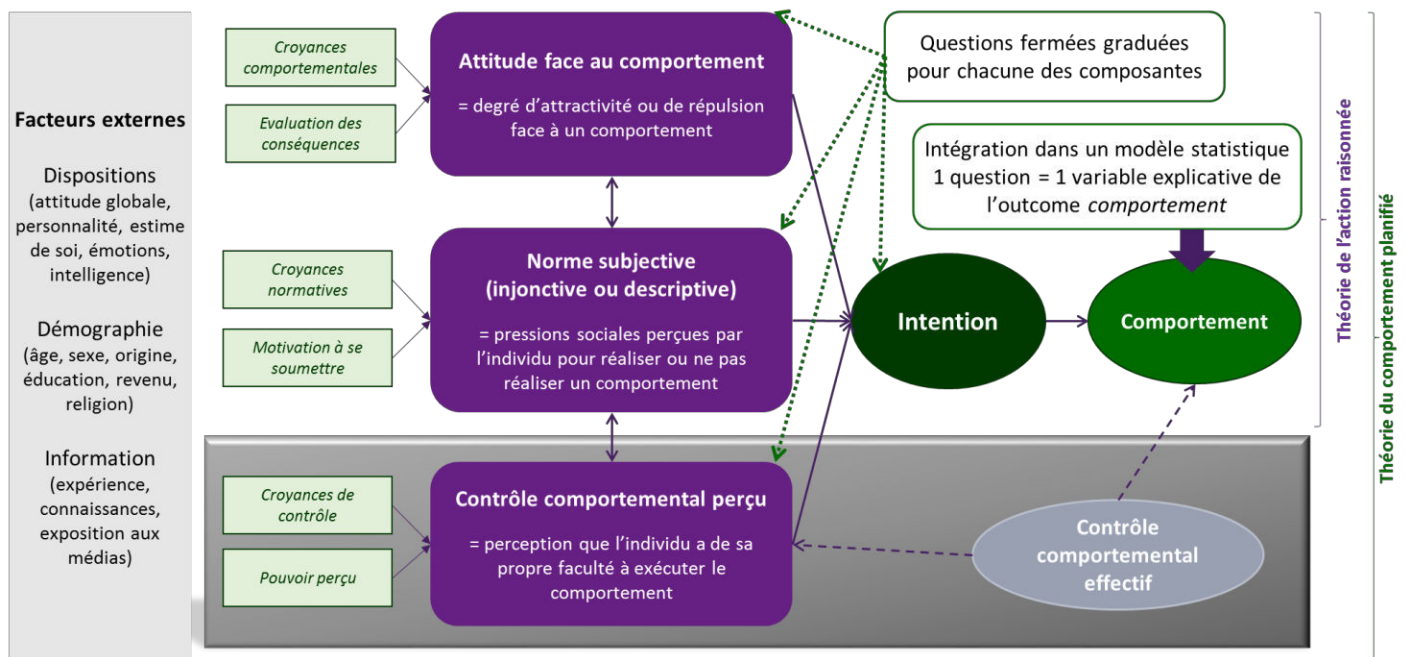 Facteurs externes
Dispositions
(attitude globale,
personnalité, estime
de soi, émotions,
intelligence)
Démographie
(âge, sexe, origine,
éducation, revenu,
religion)
Information
(expérience,
connaissances,
exposition aux
médias)
Croyances
comportementales
Evaluation des
conséquences
Attitude face au comportement
= degré d’attractivité ou de répulsion
face à un comportement
Croyances
normatives
Motivation à se
soumettre
Norme subjective
(injonctive ou descriptive)
= pressions sociales perçues par
l’individu pour réaliser ou ne pas
réaliser un comportement
Croyances de
contrôle
Pouvoir perçu
Contrôle comportemental perçu
= perception que l’individu a de sa
propre faculté à exécuter le
comportement
Questions fermées graduées
pour chacune des composantes
Intégration dans un modèle statistique
1 question = 1 variable explicative de
l’outcome comportement
Intention
Comportement
Contrôle
comportemental
effectif
Théorie de l’action raisonnée
Théorie du comportement planifié